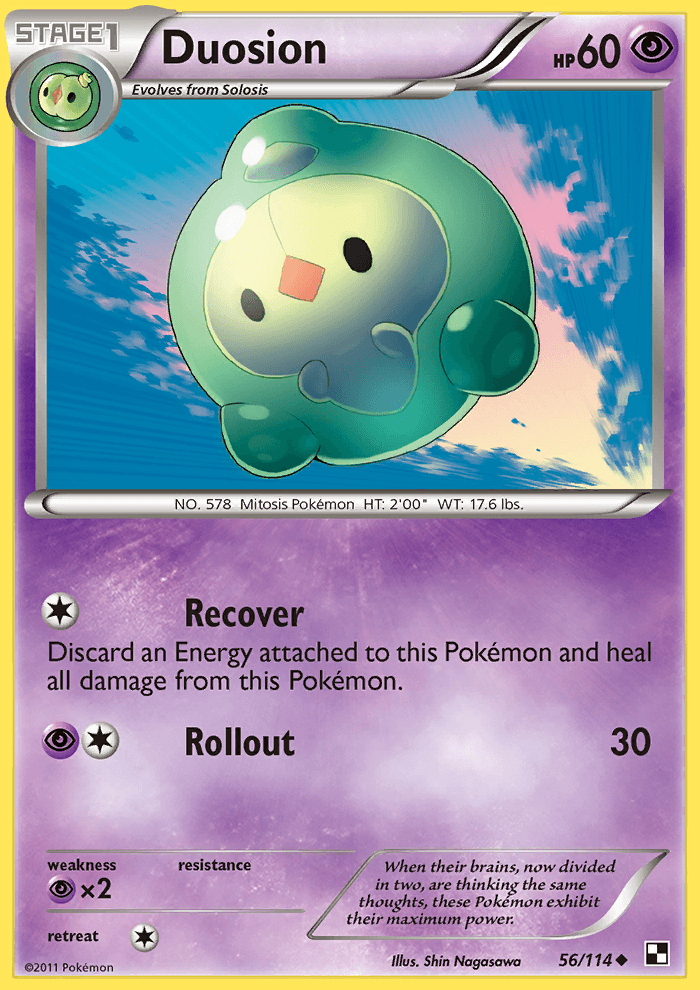 STAGE1
Duosion
HP60
Evolves from Solosis
NO. 578 Mitosis Pokémon HT: 2'00" WT: 17.6 lbs.
Recover
Discard an Energy attached to this Pokémon and heal
all damage from this Pokémon.
Rollout 30
weakness resistance
×2
When their brains, now divided
in two, are thinking the same
thoughts, these Pokémon exhibit
their maximum power.
retreat
Illus. Shin Nagasawa 56/114
©2011 Pokémon